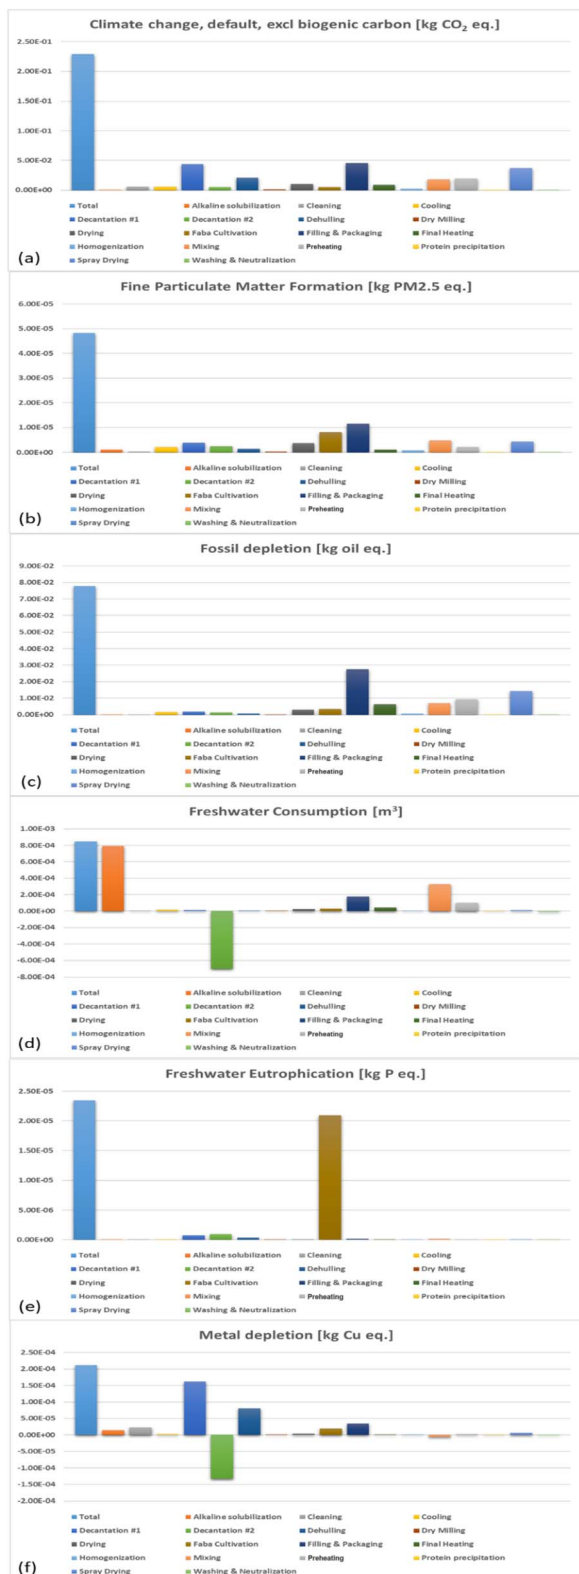 Climate change, default, excl biogenic carbon [kg CO₂ eq.]
2.50E-01
2.00E-01
1.50E-01
1.00E-01
5.00E-02
0.00E+00
Total Alkaline solubilization Cleaning Cooling
Decantation #1 Decantation #2 Dehulling Dry Milling
Drying Faba Cultivation Filling & Packaging Final Heating
Homogenization Mixing Preheating Protein precipitation
Spray Drying Washing & Neutralization
(a)
Fine Particulate Matter Formation [kg PM2.5 eq.]
6.00E-05
5.00E-05
4.00E-05
3.00E-05
2.00E-05
1.00E-05
0.00E+00
Total Alkaline solubilization Cleaning Cooling
Decantation #1 Decantation #2 Dehulling Dry Milling
Drying Faba Cultivation Filling & Packaging Final Heating
Homogenization Mixing Preheating Protein precipitation
Spray Drying Washing & Neutralization
(b)
Fossil depletion [kg oil eq.]
9.00E-02
8.00E-02
7.00E-02
6.00E-02
5.00E-02
4.00E-02
3.00E-02
2.00E-02
1.00E-02
0.00E+00
Total Alkaline solubilization Cleaning Cooling
Decantation #1 Decantation #2 Dehulling Dry Milling
Drying Faba Cultivation Filling & Packaging Final Heating
Homogenization Mixing Preheating Protein precipitation
Spray Drying Washing & Neutralization
(c)
Freshwater Consumption [m³]
1.00E-03
8.00E-04
6.00E-04
4.00E-04
2.00E-04
0.00E+00
-2.00E-04
-4.00E-04
-6.00E-04
-8.00E-04
Total Alkaline solubilization Cleaning Cooling
Decantation #1 Decantation #2 Dehulling Dry Milling
Drying Faba Cultivation Filling & Packaging Final Heating
Homogenization Mixing Preheating Protein precipitation
Spray Drying Washing & Neutralization
(d)
Freshwater Eutrophication [kg P eq.]
2.50E-05
2.00E-05
1.50E-05
1.00E-05
5.00E-06
0.00E+00
Total Alkaline solubilization Cleaning Cooling
Decantation #1 Decantation #2 Dehulling Dry Milling
Drying Faba Cultivation Filling & Packaging Final Heating
Homogenization Mixing Preheating Protein precipitation
Spray Drying Washing & Neutralization
(e)
Metal depletion [kg Cu eq.]
2.50E-04
2.00E-04
1.50E-04
1.00E-04
5.00E-05
0.00E+00
-5.00E-05
-1.00E-04
-1.50E-04
-2.00E-04
Total Alkaline solubilization Cleaning Cooling
Decantation #1 Decantation #2 Dehulling Dry Milling
Drying Faba Cultivation Filling & Packaging Final Heating
Homogenization Mixing Preheating Protein precipitation
Spray Drying Washing & Neutralization
(f)